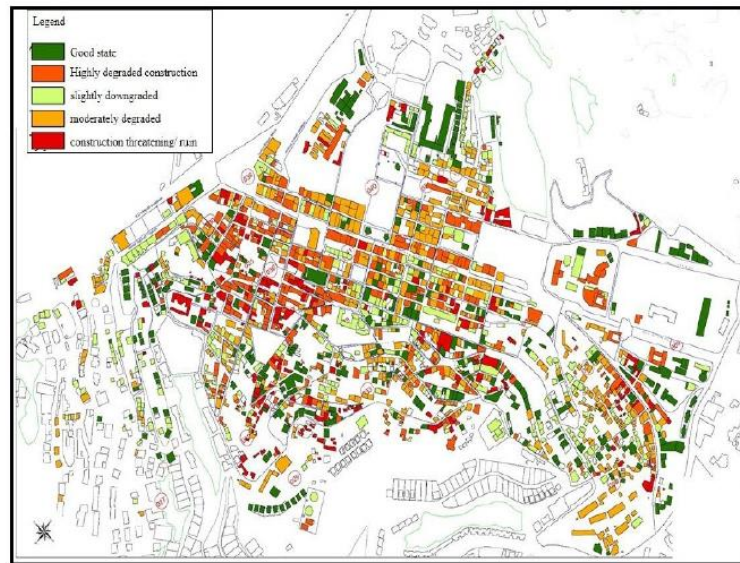 Legend
Good state
Highly degraded construction
slightly downgraded
moderately degraded
construction threatening/ ruin